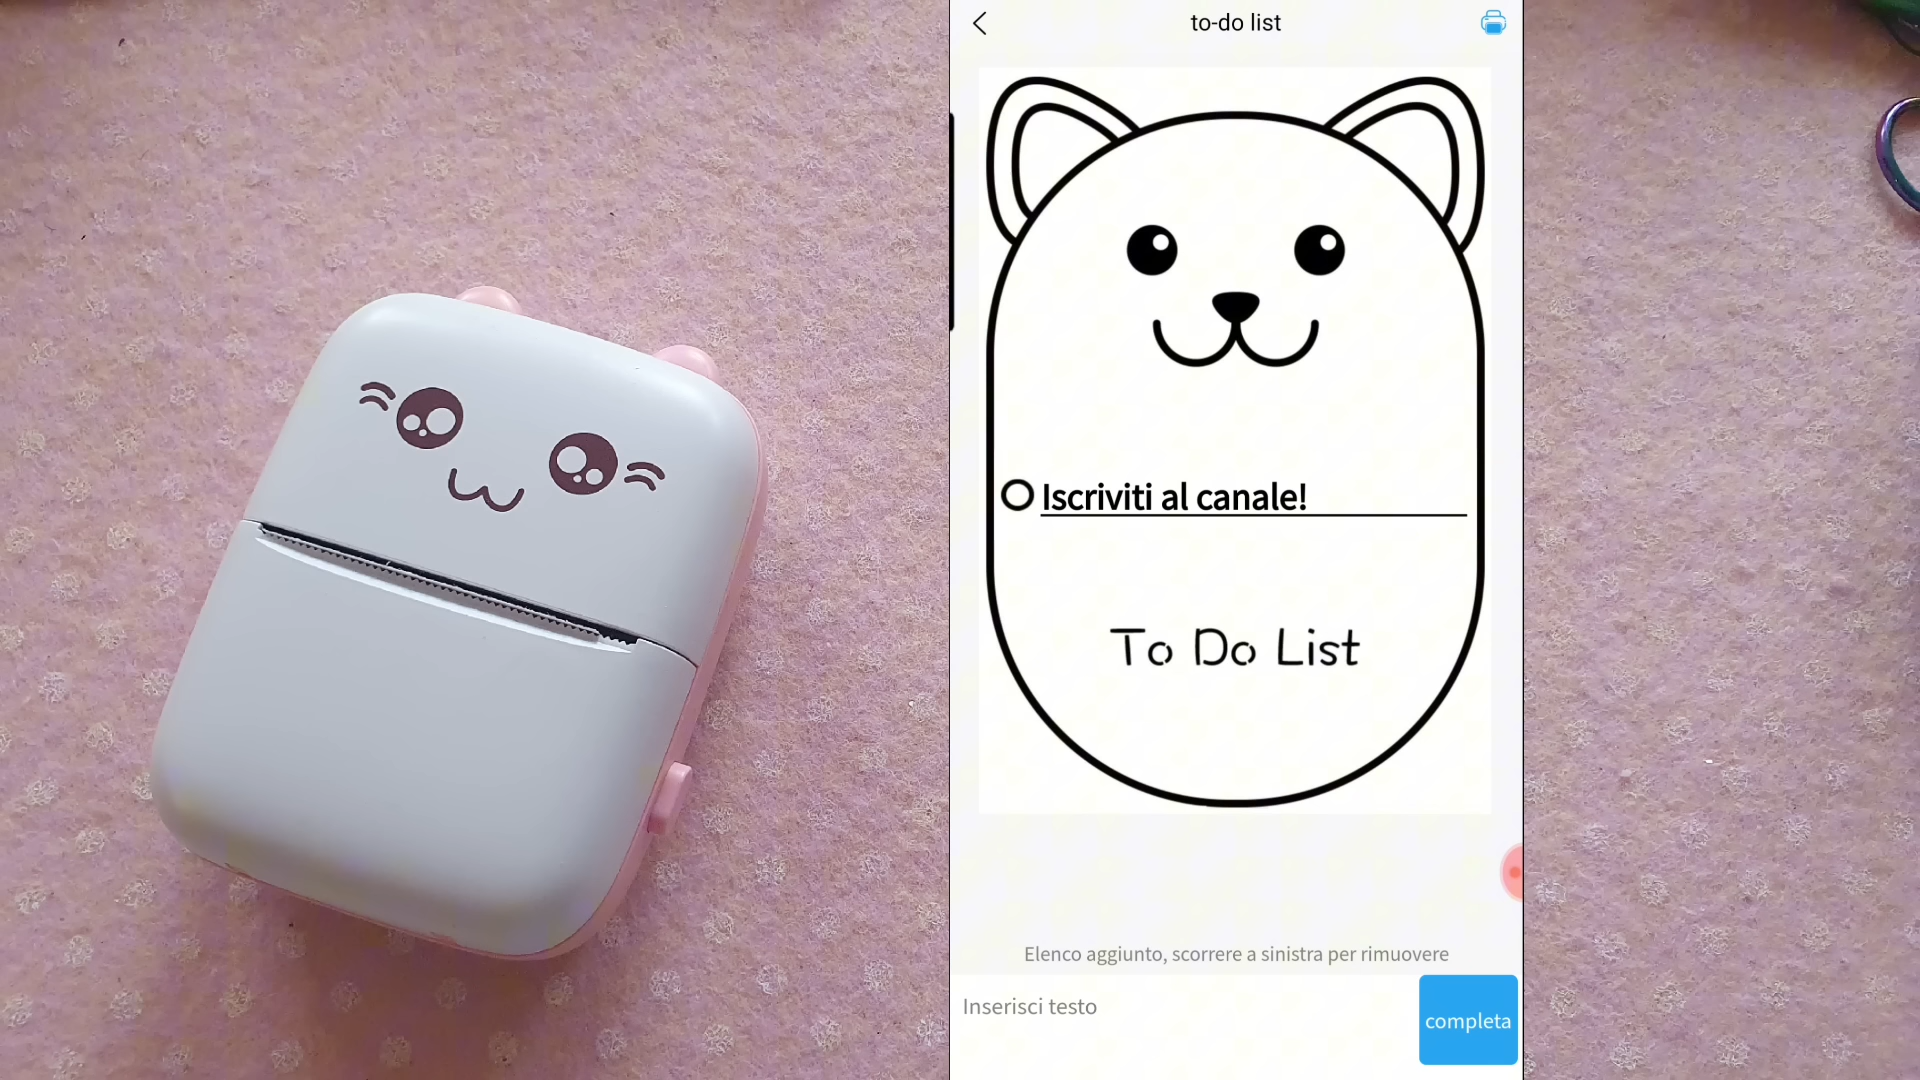 to-do list
Iscriviti al canale!
To Do List
Elenco aggiunto, scorrere a sinistra per rimuovere
Inserisci testo
completa